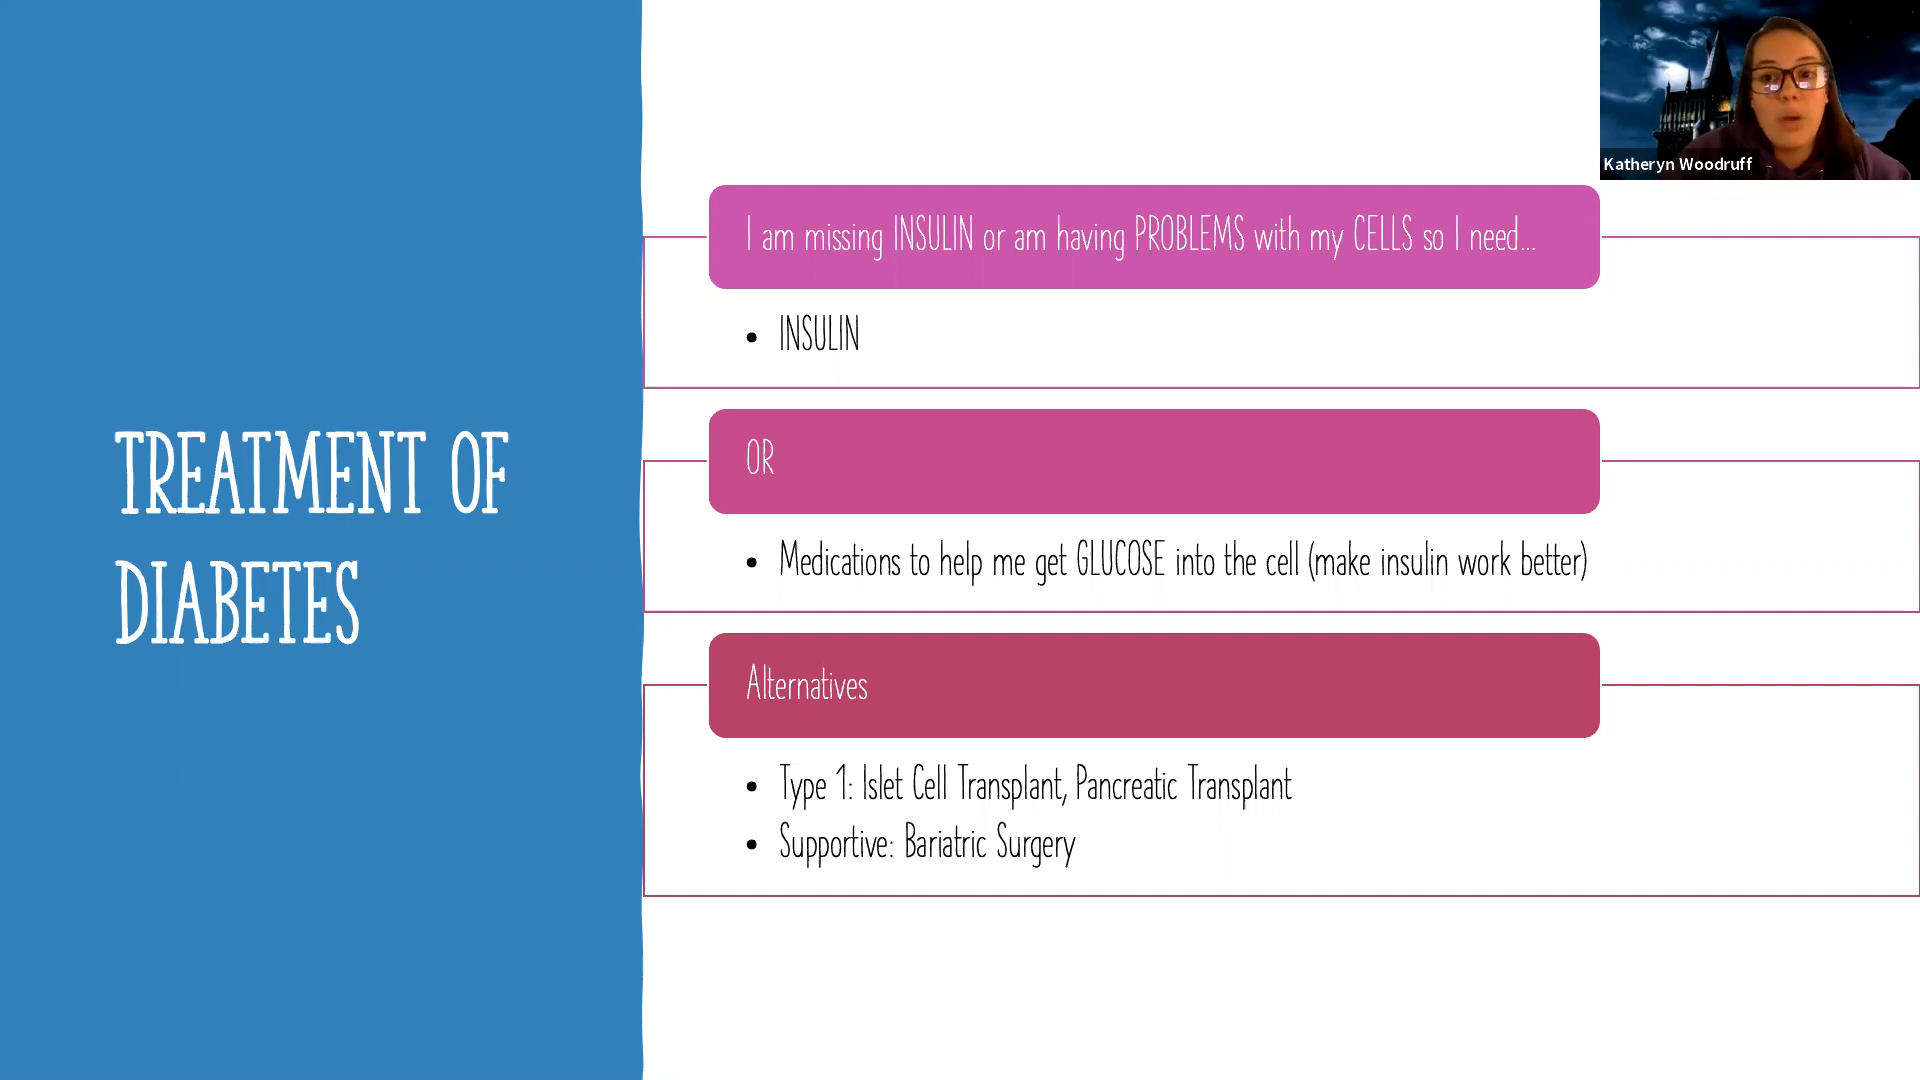 TREATMENT OF
DIABETES
I am missing INSULIN or am having PROBLEMS with my CELLS so I need...
• INSULIN
OR
• Medications to help me get GLUCOSE into the cell (make insulin work better)
Alternatives
• Type 1: Islet Cell Transplant, Pancreatic Transplant
• Supportive: Bariatric Surgery
Katheryn Woodruff